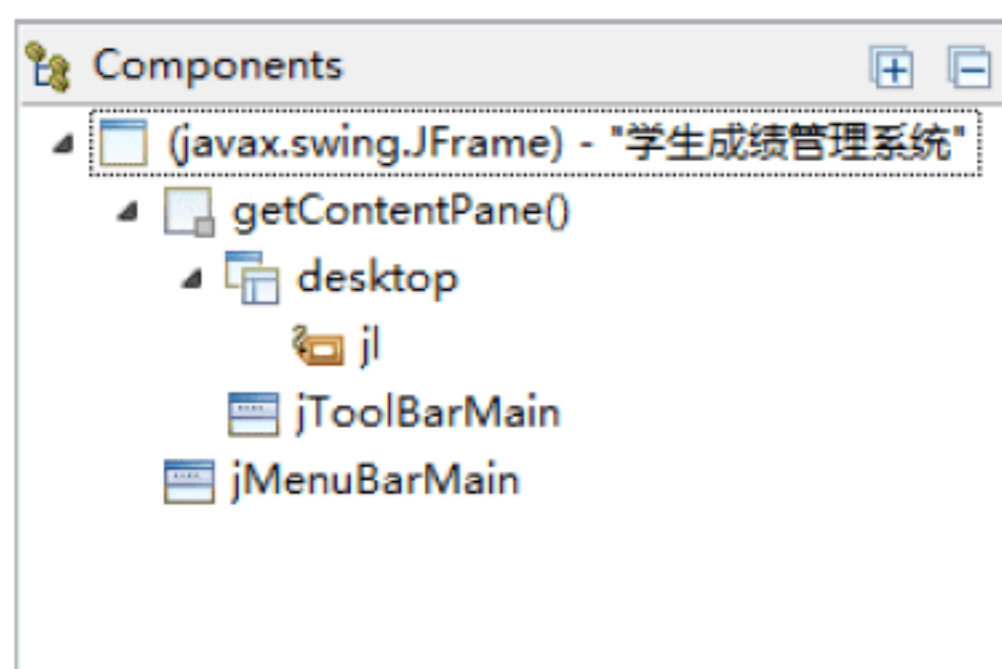 Components
(javax.swing.JFrame) - "学生成绩管理系统"
getContentPane()
desktop
jl
jToolBarMain
jMenuBarMain